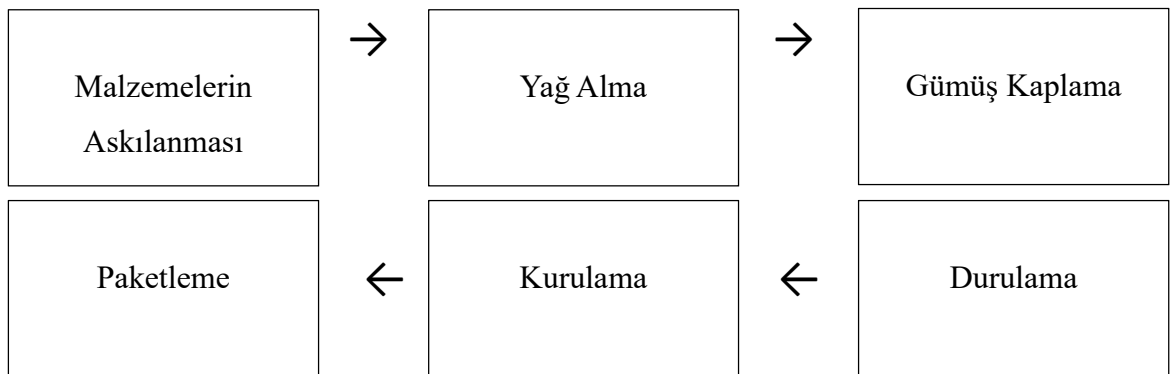 Malzemelerin
Askılanması
Yağ Alma
Gümüş Kaplama
Paketleme
Kurulama
Durulama